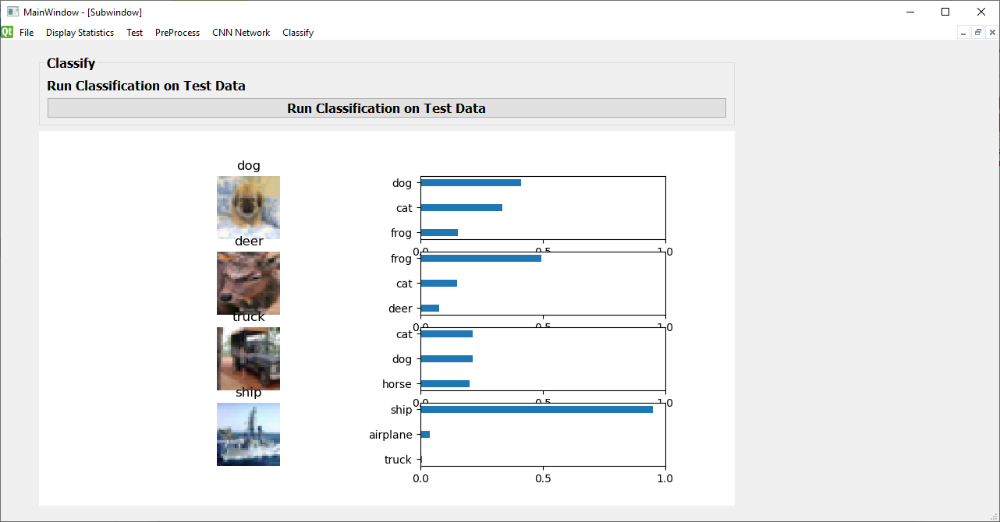 MainWindow - [Subwindow]
Qt File Display Statistics Test PreProcess CNN Network Classify
Classify
Run Classification on Test Data
Run Classification on Test Data
dog
dog
cat
frog
0.0 0.5 1.0
deer
frog
cat
deer
0.0 0.5 1.0
truck
cat
dog
horse
0.0 0.5 1.0
ship
ship
airplane
truck
0.0 0.5 1.0